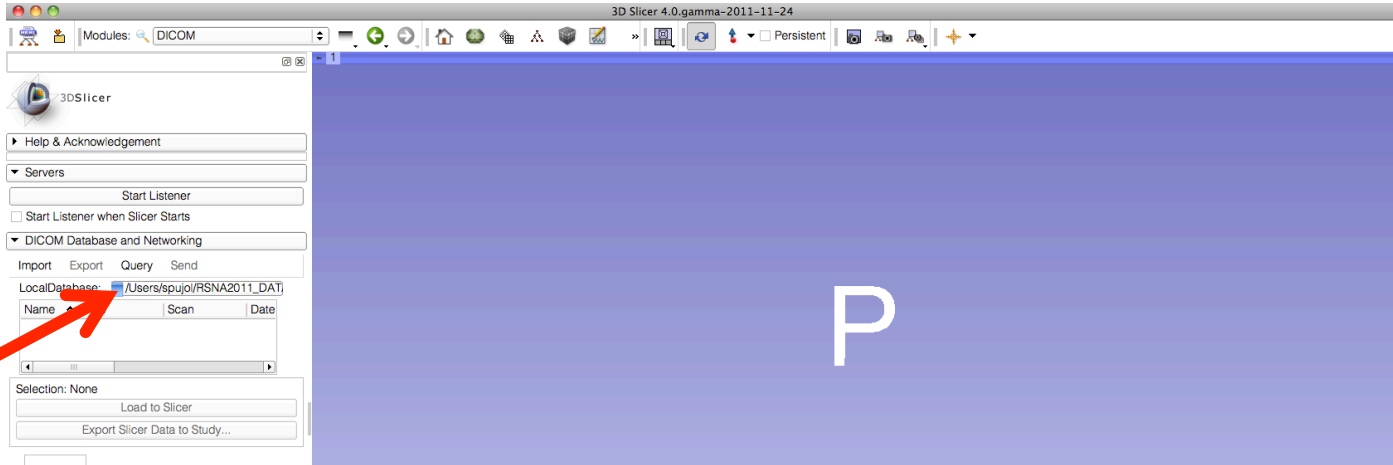 3D Slicer 4.0.gamma-2011-11-24
Modules: DICOM
Persistent
1
3DSlicer
Help & Acknowledgement
Servers
Start Listener
Start Listener when Slicer Starts
DICOM Database and Networking
Import Export Query Send
LocalDatabase: /Users/spujol/RSNA2011_DATA
Name Scan Date
Selection: None
Load to Slicer
Export Slicer Data to Study...
P